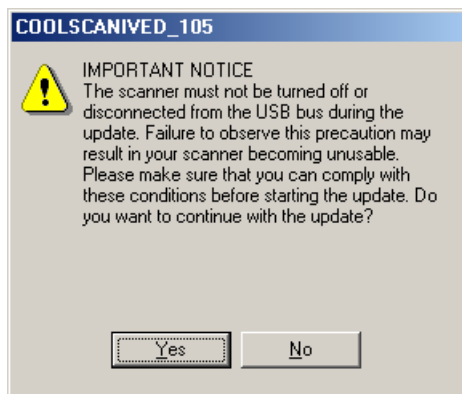 COOLSCANIVED_105
IMPORTANT NOTICE
The scanner must not be turned off or
disconnected from the USB bus during the
update. Failure to observe this precaution may
result in your scanner becoming unusable.
Please make sure that you can comply with
these conditions before starting the update. Do
you want to continue with the update?
Yes No